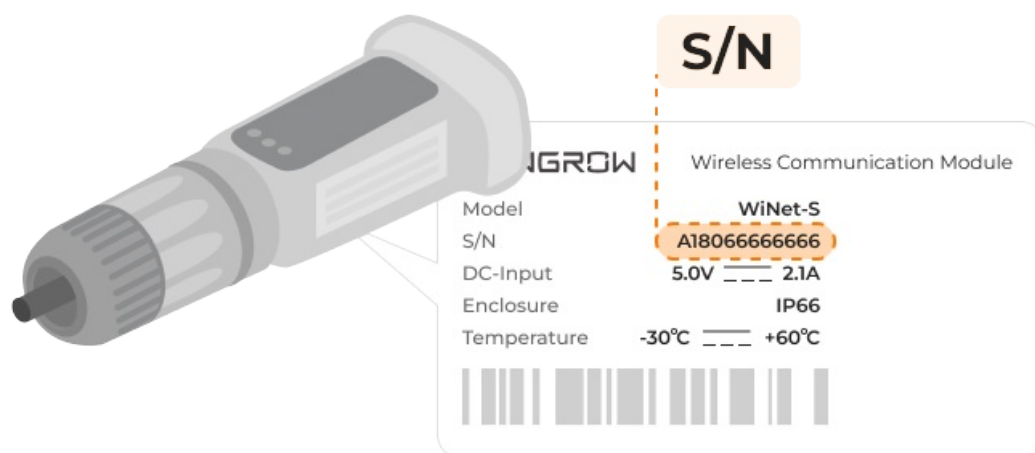 S/N
NGROW Wireless Communication Module
Model WiNet-S
S/N A18066666666
DC-Input 5.0V 2.1A
Enclosure IP66
Temperature -30°C +60°C